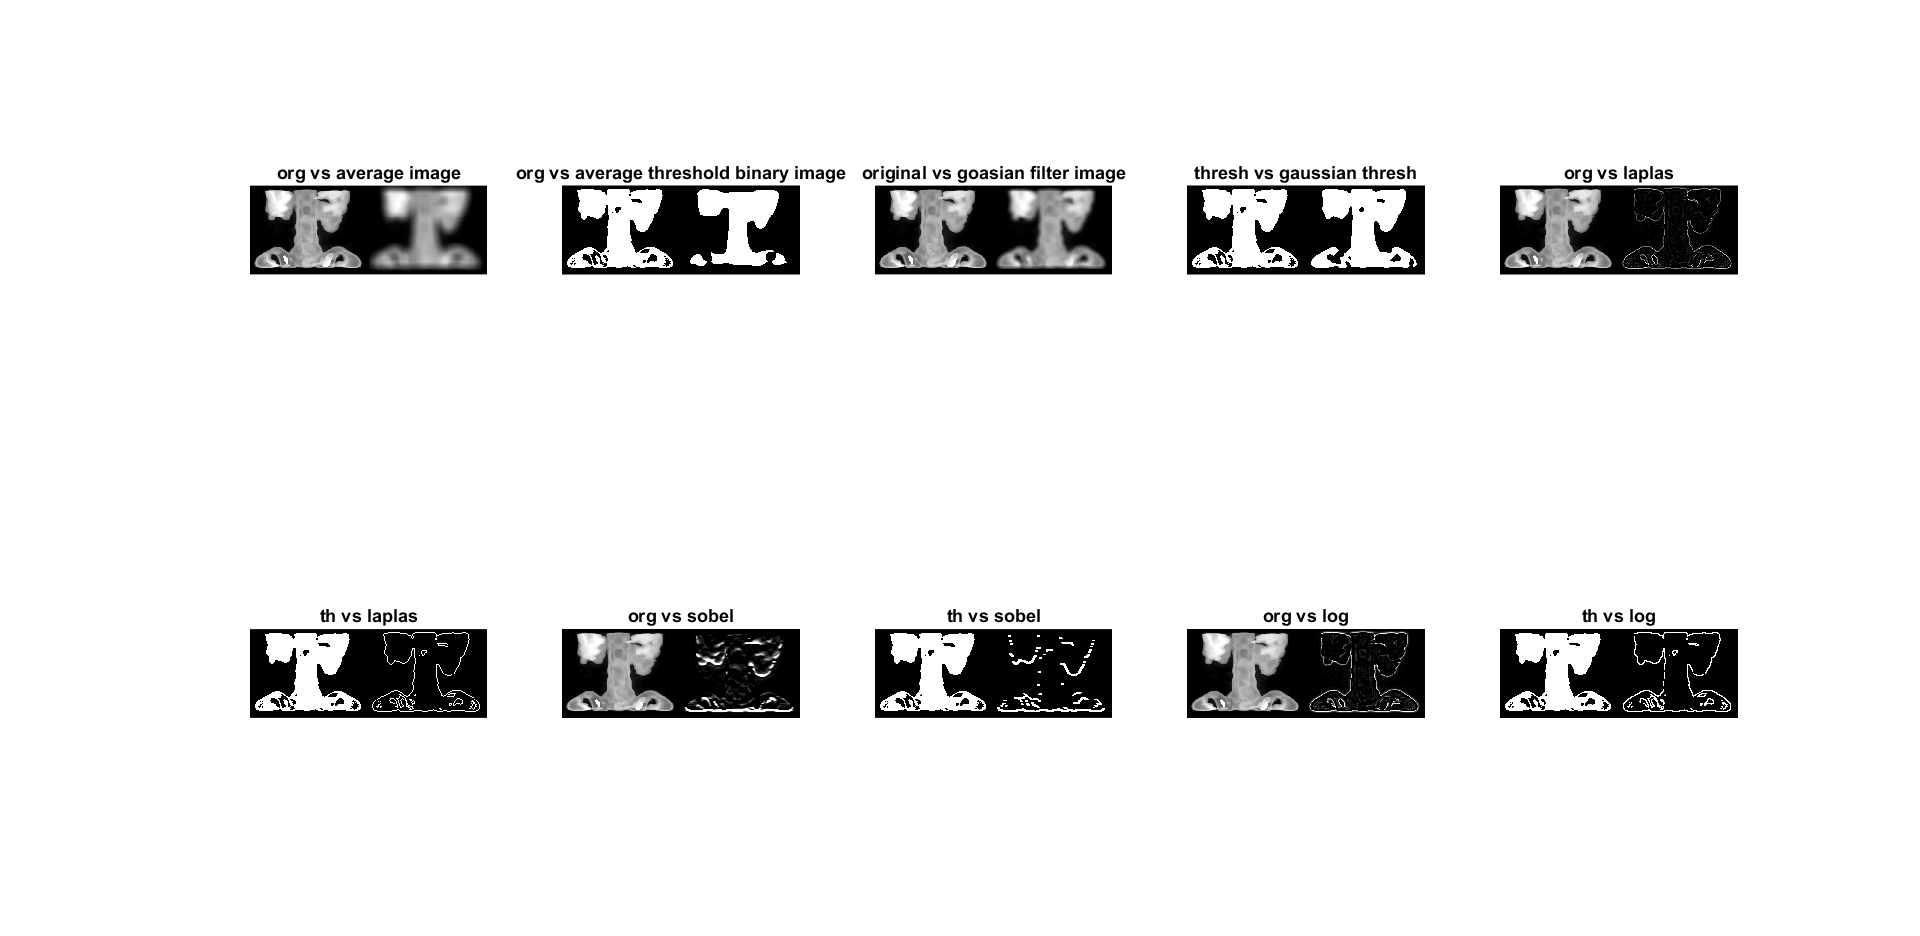 org vs average image
org vs average threshold binary image
original vs goasian filter image
thresh vs gaussian thresh
org vs laplas
th vs laplas
org vs sobel
th vs sobel
org vs log
th vs log